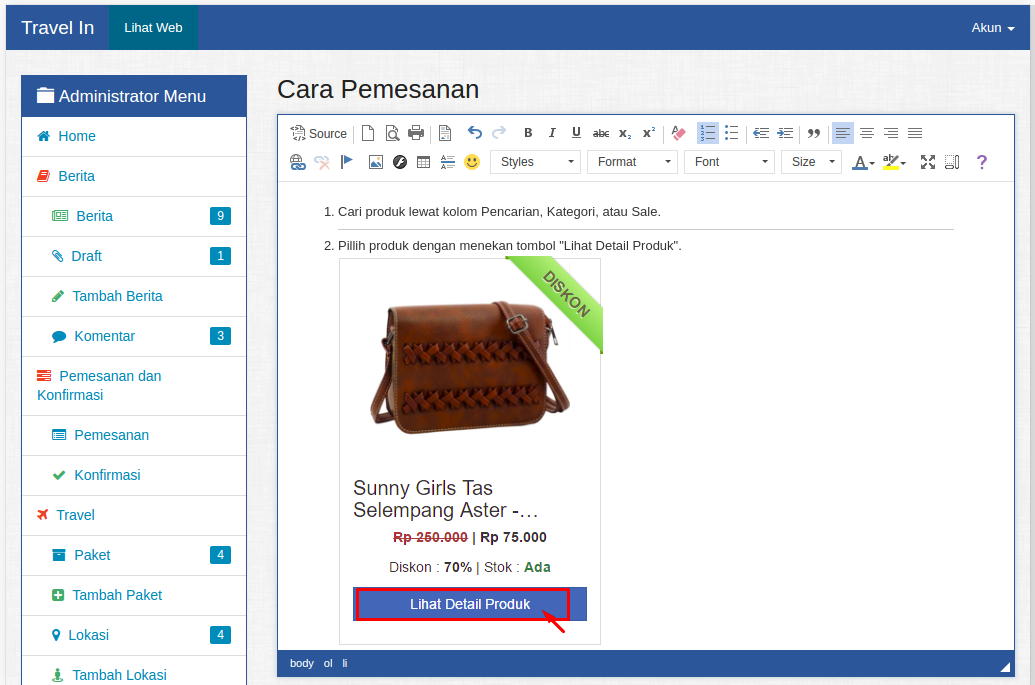 Travel In
Lihat Web
Akun
Administrator Menu
Home
Berita
Berita 9
Draft 1
Tambah Berita
Komentar 3
Pemesanan dan
Konfirmasi
Pemesanan
Konfirmasi
Travel
Paket 4
Tambah Paket
Lokasi 4
Tambah Lokasi
Cara Pemesanan
Source
B I U abc x₂ x²
Styles Format Font Size A ab ?
1. Cari produk lewat kolom Pencarian, Kategori, atau Sale.
2. Pillih produk dengan menekan tombol "Lihat Detail Produk".
DISKON
Sunny Girls Tas
Selempang Aster -...
Rp 250.000 | Rp 75.000
Diskon : 70% | Stok : Ada
Lihat Detail Produk
body ol li